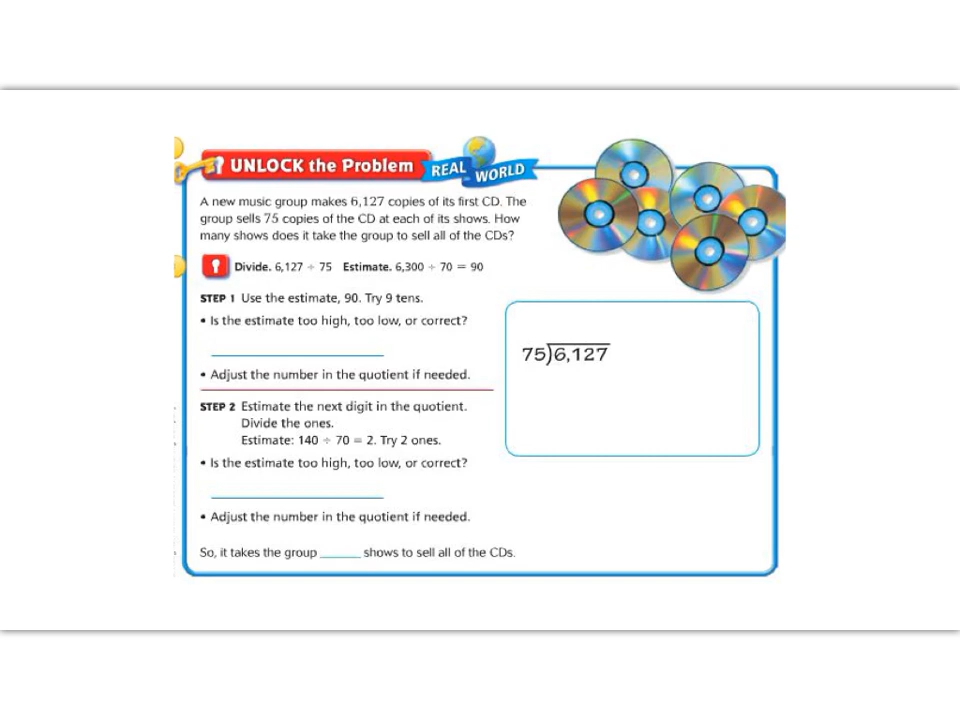 UNLOCK the Problem REAL WORLD
A new music group makes 6,127 copies of its first CD. The
group sells 75 copies of the CD at each of its shows. How
many shows does it take the group to sell all of the CDs?
Divide. 6,127 ÷ 75 Estimate. 6,300 ÷ 70 = 90
STEP 1 Use the estimate, 90. Try 9 tens.
• Is the estimate too high, too low, or correct?
• Adjust the number in the quotient if needed.
75)6,127
STEP 2 Estimate the next digit in the quotient.
Divide the ones.
Estimate: 140 ÷ 70 = 2. Try 2 ones.
• Is the estimate too high, too low, or correct?
• Adjust the number in the quotient if needed.
So, it takes the group ______ shows to sell all of the CDs.